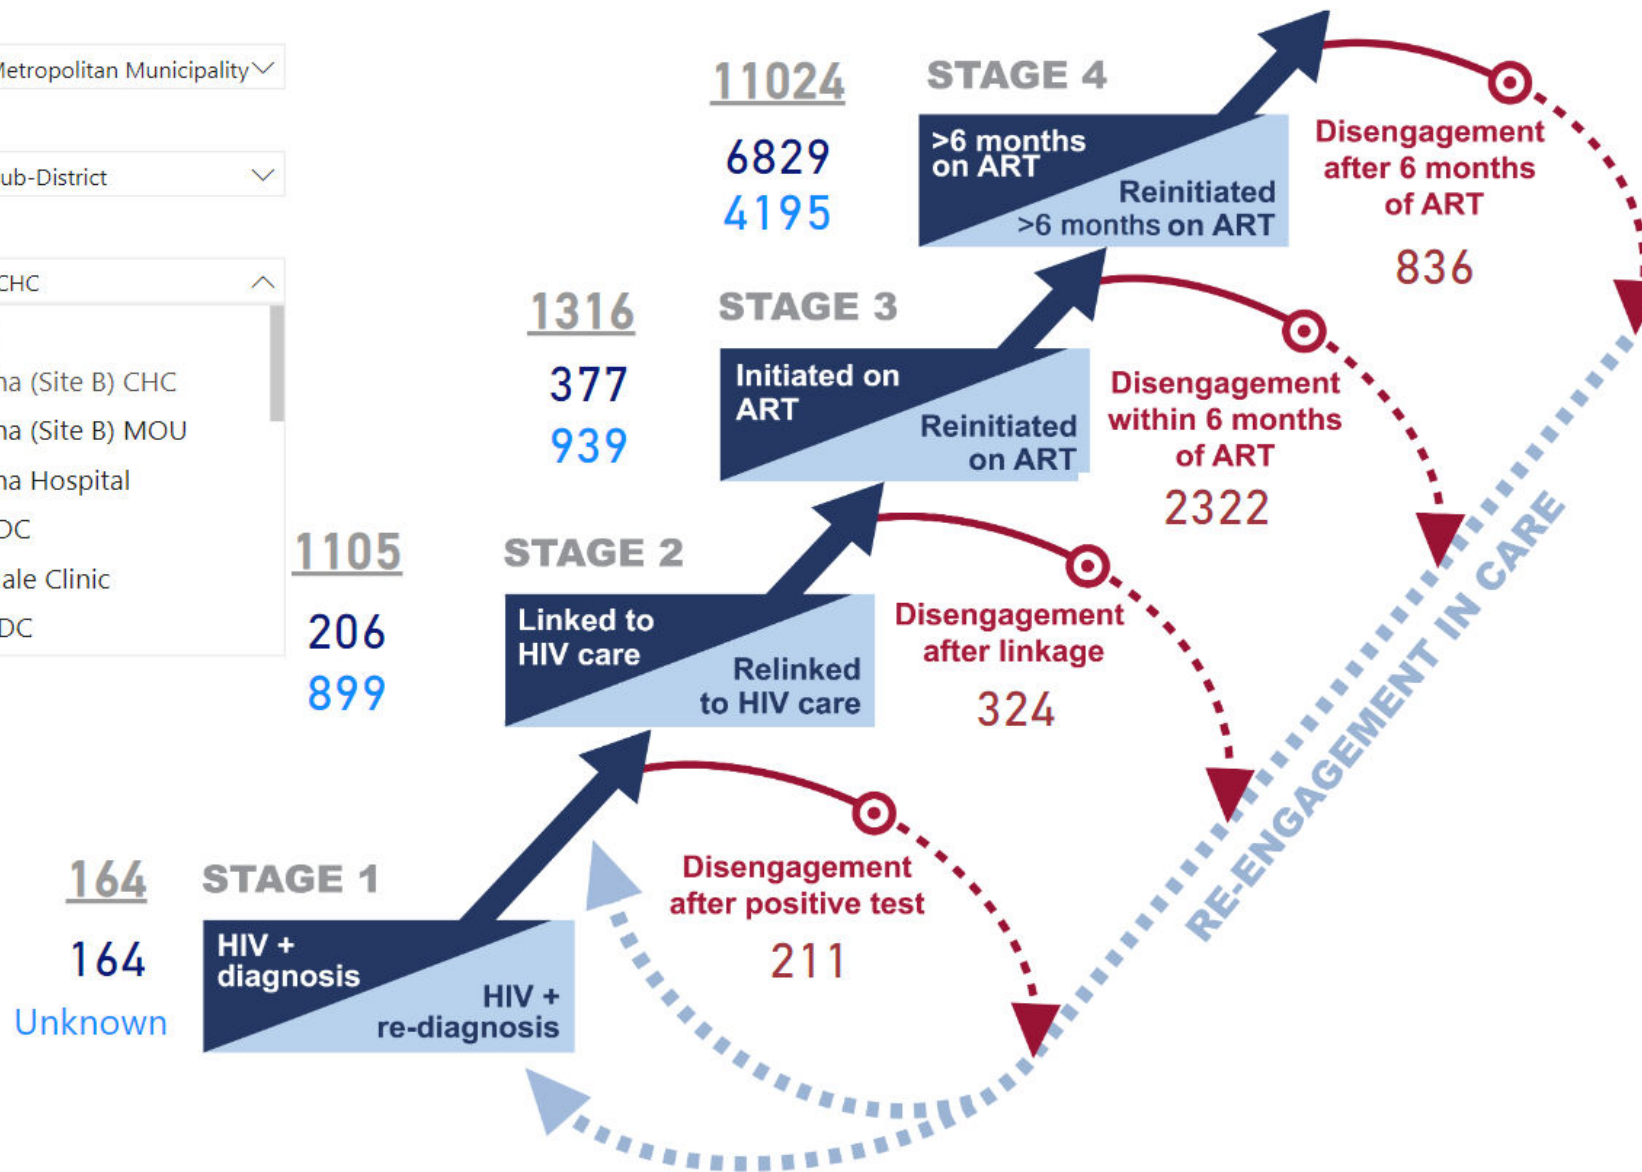 Metropolitan Municipality
ub-District
CHC
na (Site B) CHC
na (Site B) MOU
na Hospital
DC
ale Clinic
DC
11024
6829
4195
STAGE 4
>6 months
on ART
Reinitiated
>6 months on ART
Disengagement
after 6 months
of ART
836
1316
377
939
STAGE 3
Initiated on
ART
Reinitiated
on ART
Disengagement
within 6 months
of ART
2322
1105
206
899
STAGE 2
Linked to
HIV care
Relinked
to HIV care
Disengagement
after linkage
324
164
164
Unknown
STAGE 1
HIV +
diagnosis
HIV +
re-diagnosis
Disengagement
after positive test
211
RE-ENGAGEMENT IN CARE